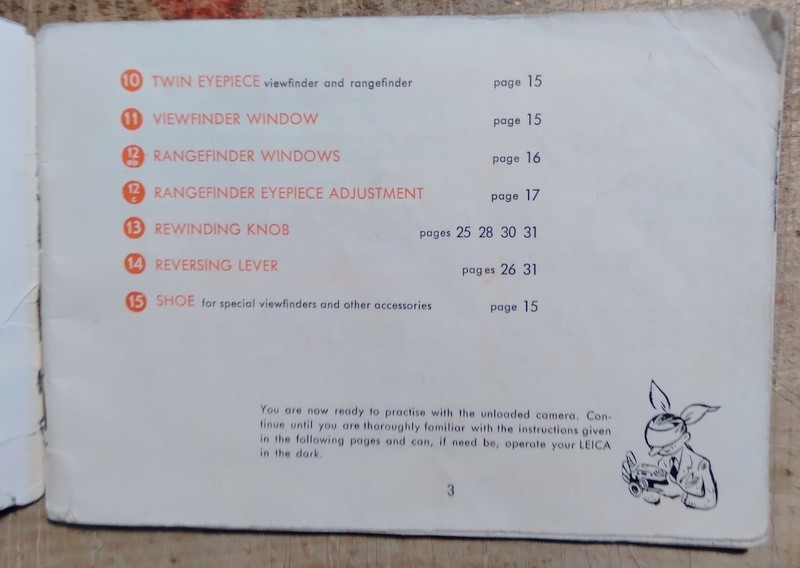 10 TWIN EYEPIECE viewfinder and rangefinder page 15
11 VIEWFINDER WINDOW page 15
12 ab RANGEFINDER WINDOWS page 16
12 c RANGEFINDER EYEPIECE ADJUSTMENT page 17
13 REWINDING KNOB pages 25 28 30 31
14 REVERSING LEVER pages 26 31
15 SHOE for special viewfinders and other accessories page 15
You are now ready to practise with the unloaded camera. Con-
tinue until you are thoroughly familiar with the instructions given
in the following pages and can, if need be, operate your LEICA
in the dark.
3